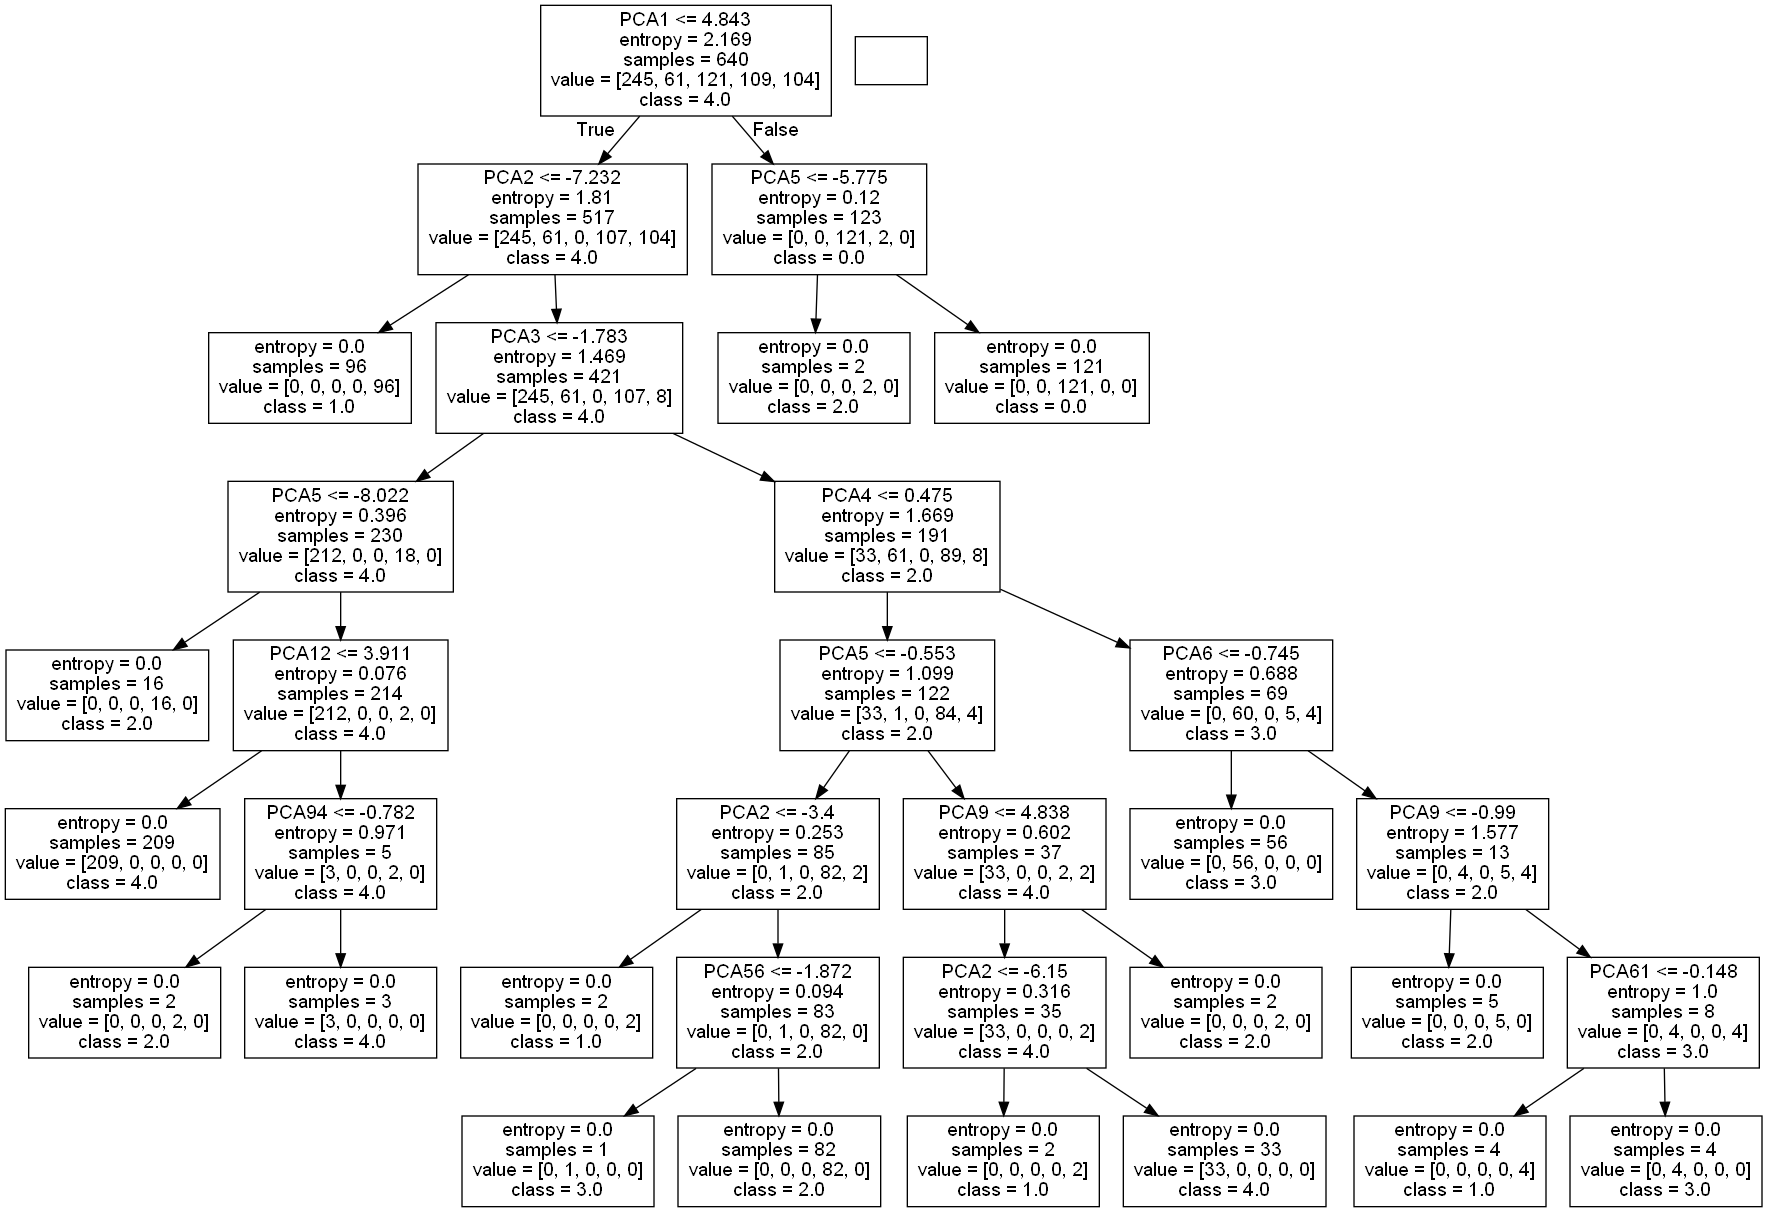 PCA1 <= 4.843
entropy = 2.169
samples = 640
value = [245, 61, 121, 109, 104]
class = 4.0
True
False
PCA2 <= -7.232
entropy = 1.81
samples = 517
value = [245, 61, 0, 107, 104]
class = 4.0
PCA5 <= -5.775
entropy = 0.12
samples = 123
value = [0, 0, 121, 2, 0]
class = 0.0
entropy = 0.0
samples = 96
value = [0, 0, 0, 0, 96]
class = 1.0
PCA3 <= -1.783
entropy = 1.469
samples = 421
value = [245, 61, 0, 107, 8]
class = 4.0
entropy = 0.0
samples = 2
value = [0, 0, 0, 2, 0]
class = 2.0
entropy = 0.0
samples = 121
value = [0, 0, 121, 0, 0]
class = 0.0
PCA5 <= -8.022
entropy = 0.396
samples = 230
value = [212, 0, 0, 18, 0]
class = 4.0
PCA4 <= 0.475
entropy = 1.669
samples = 191
value = [33, 61, 0, 89, 8]
class = 2.0
entropy = 0.0
samples = 16
value = [0, 0, 0, 16, 0]
class = 2.0
PCA12 <= 3.911
entropy = 0.076
samples = 214
value = [212, 0, 0, 2, 0]
class = 4.0
PCA5 <= -0.553
entropy = 1.099
samples = 122
value = [33, 1, 0, 84, 4]
class = 2.0
PCA6 <= -0.745
entropy = 0.688
samples = 69
value = [0, 60, 0, 5, 4]
class = 3.0
entropy = 0.0
samples = 209
value = [209, 0, 0, 0, 0]
class = 4.0
PCA94 <= -0.782
entropy = 0.971
samples = 5
value = [3, 0, 0, 2, 0]
class = 4.0
PCA2 <= -3.4
entropy = 0.253
samples = 85
value = [0, 1, 0, 82, 2]
class = 2.0
PCA9 <= 4.838
entropy = 0.602
samples = 37
value = [33, 0, 0, 2, 2]
class = 4.0
entropy = 0.0
samples = 56
value = [0, 56, 0, 0, 0]
class = 3.0
PCA9 <= -0.99
entropy = 1.577
samples = 13
value = [0, 4, 0, 5, 4]
class = 2.0
entropy = 0.0
samples = 2
value = [0, 0, 0, 2, 0]
class = 2.0
entropy = 0.0
samples = 3
value = [3, 0, 0, 0, 0]
class = 4.0
entropy = 0.0
samples = 2
value = [0, 0, 0, 0, 2]
class = 1.0
PCA56 <= -1.872
entropy = 0.094
samples = 83
value = [0, 1, 0, 82, 0]
class = 2.0
PCA2 <= -6.15
entropy = 0.316
samples = 35
value = [33, 0, 0, 0, 2]
class = 4.0
entropy = 0.0
samples = 2
value = [0, 0, 0, 2, 0]
class = 2.0
entropy = 0.0
samples = 5
value = [0, 0, 0, 5, 0]
class = 2.0
PCA61 <= -0.148
entropy = 1.0
samples = 8
value = [0, 4, 0, 0, 4]
class = 3.0
entropy = 0.0
samples = 1
value = [0, 1, 0, 0, 0]
class = 3.0
entropy = 0.0
samples = 82
value = [0, 0, 0, 82, 0]
class = 2.0
entropy = 0.0
samples = 2
value = [0, 0, 0, 0, 2]
class = 1.0
entropy = 0.0
samples = 33
value = [33, 0, 0, 0, 0]
class = 4.0
entropy = 0.0
samples = 4
value = [0, 0, 0, 0, 4]
class = 1.0
entropy = 0.0
samples = 4
value = [0, 4, 0, 0, 0]
class = 3.0